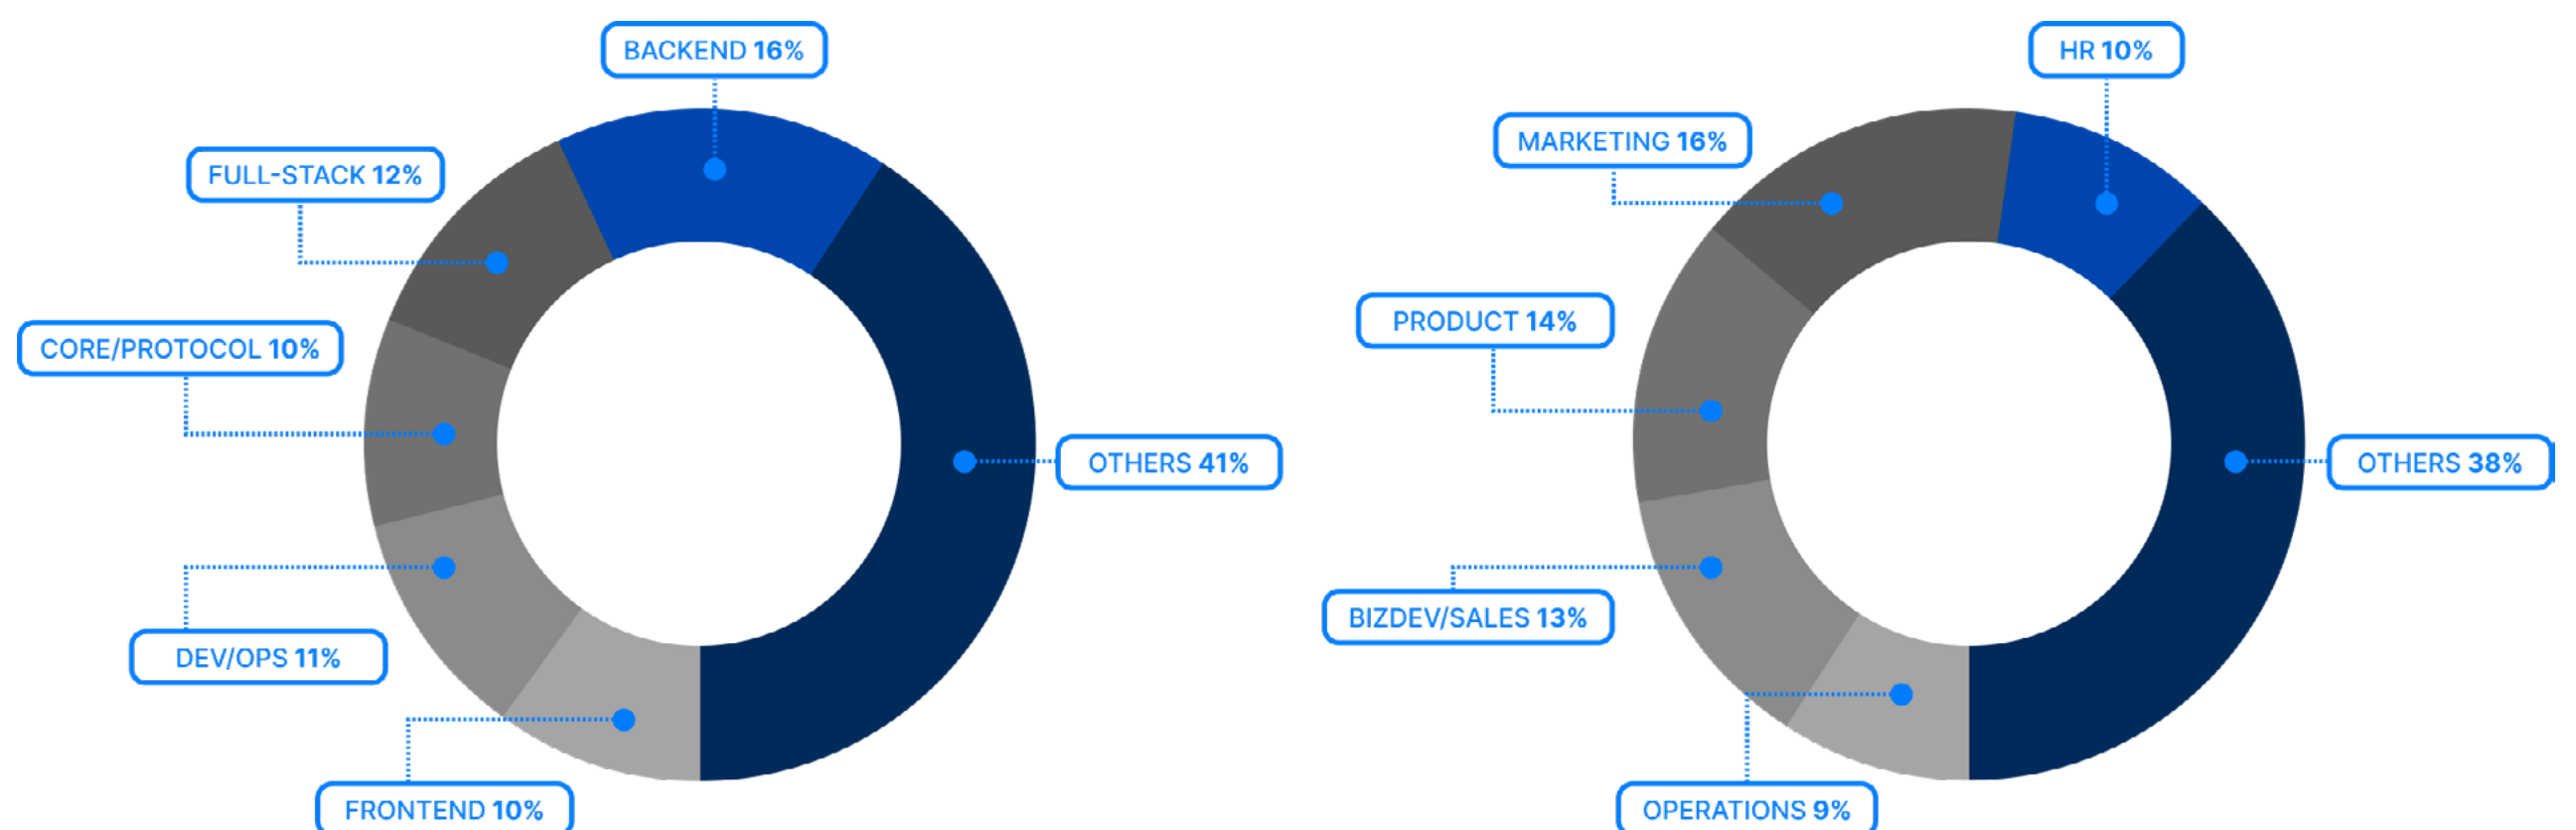 BACKEND 16%
FULL-STACK 12%
CORE/PROTOCOL 10%
DEV/OPS 11%
FRONTEND 10%
OTHERS 41%
HR 10%
MARKETING 16%
PRODUCT 14%
BIZDEV/SALES 13%
OPERATIONS 9%
OTHERS 38%